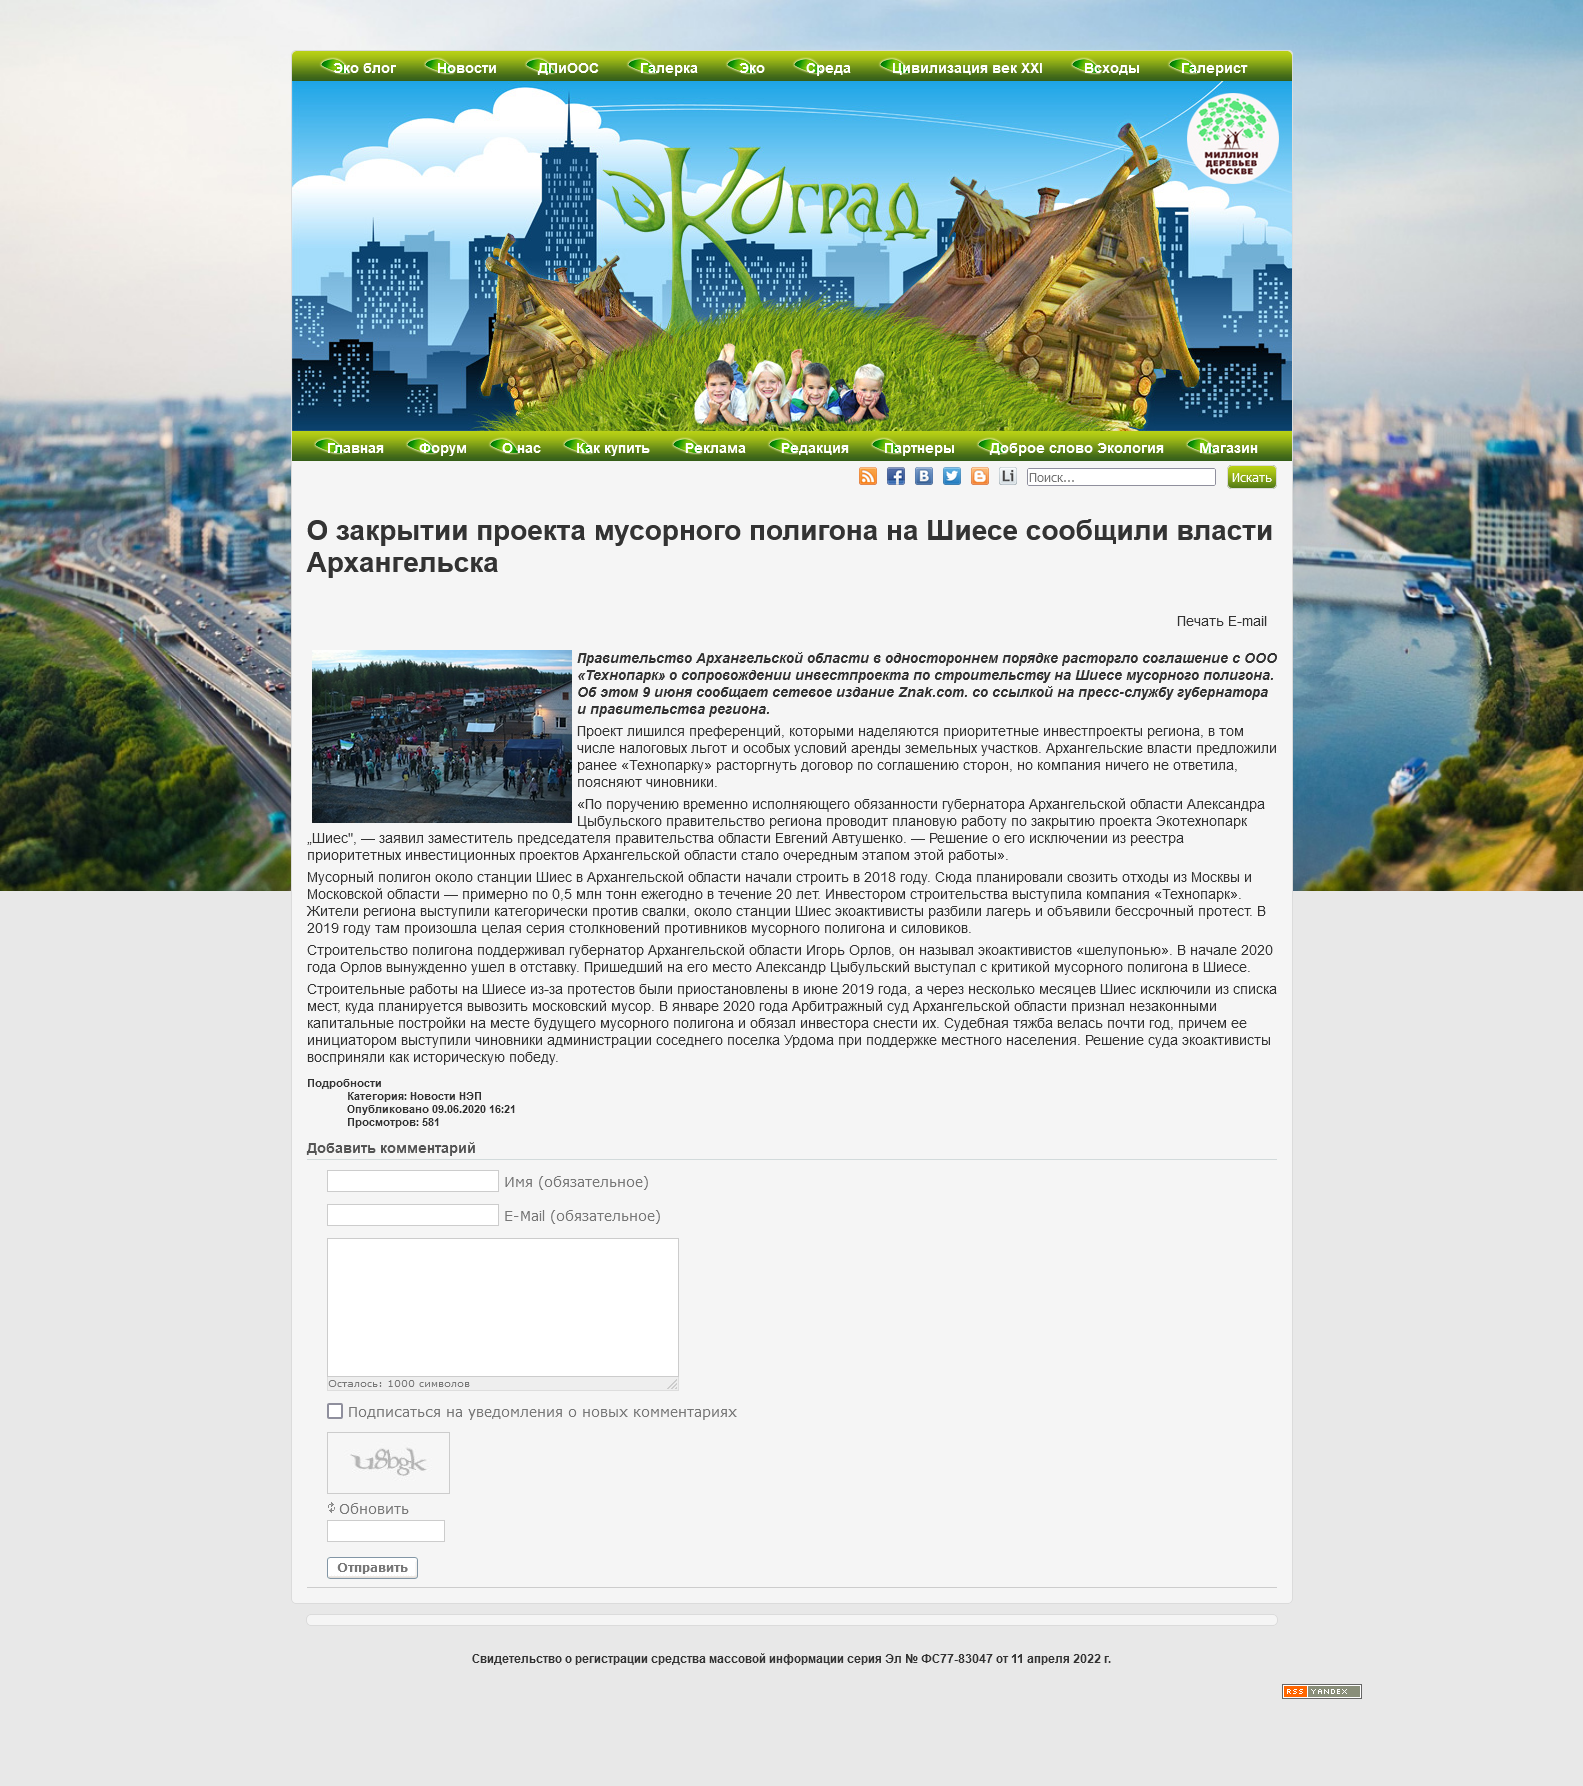 Эко блог Новости ДПиООС Галерка Эко Среда Цивилизация век XXI Всходы Галерист
экоград
МИЛЛИОН
ДЕРЕВЬЕВ
МОСКВЕ
Главная Форум О нас Как купить Реклама Редакция Партнеры Доброе слово Экология Магазин
Поиск... Искать
О закрытии проекта мусорного полигона на Шиесе сообщили власти
Архангельска
Печать E-mail
Правительство Архангельской области в одностороннем порядке расторгло соглашение с ООО
«Технопарк» о сопровождении инвестпроекта по строительству на Шиесе мусорного полигона.
Об этом 9 июня сообщает сетевое издание Znak.com. со ссылкой на пресс-службу губернатора
и правительства региона.
Проект лишился преференций, которыми наделяются приоритетные инвестпроекты региона, в том
числе налоговых льгот и особых условий аренды земельных участков. Архангельские власти предложили
ранее «Технопарку» расторгнуть договор по соглашению сторон, но компания ничего не ответила,
поясняют чиновники.
«По поручению временно исполняющего обязанности губернатора Архангельской области Александра
Цыбульского правительство региона проводит плановую работу по закрытию проекта Экотехнопарк
„Шиес", — заявил заместитель председателя правительства области Евгений Автушенко. — Решение о его исключении из реестра
приоритетных инвестиционных проектов Архангельской области стало очередным этапом этой работы».
Мусорный полигон около станции Шиес в Архангельской области начали строить в 2018 году. Сюда планировали свозить отходы из Москвы и
Московской области — примерно по 0,5 млн тонн ежегодно в течение 20 лет. Инвестором строительства выступила компания «Технопарк».
Жители региона выступили категорически против свалки, около станции Шиес экоактивисты разбили лагерь и объявили бессрочный протест. В
2019 году там произошла целая серия столкновений противников мусорного полигона и силовиков.
Строительство полигона поддерживал губернатор Архангельской области Игорь Орлов, он называл экоактивистов «шелупонью». В начале 2020
года Орлов вынужденно ушел в отставку. Пришедший на его место Александр Цыбульский выступал с критикой мусорного полигона в Шиесе.
Строительные работы на Шиесе из-за протестов были приостановлены в июне 2019 года, а через несколько месяцев Шиес исключили из списка
мест, куда планируется вывозить московский мусор. В январе 2020 года Арбитражный суд Архангельской области признал незаконными
капитальные постройки на месте будущего мусорного полигона и обязал инвестора снести их. Судебная тяжба велась почти год, причем ее
инициатором выступили чиновники администрации соседнего поселка Урдома при поддержке местного населения. Решение суда экоактивисты
восприняли как историческую победу.
Подробности
Категория: Новости НЭП
Опубликовано 09.06.2020 16:21
Просмотров: 581
Добавить комментарий
Имя (обязательное)
E-Mail (обязательное)
Осталось: 1000 символов
Подписаться на уведомления о новых комментариях
u8bgk
Обновить
Отправить
Свидетельство о регистрации средства массовой информации серия Эл № ФС77-83047 от 11 апреля 2022 г.
RSS YANDEX